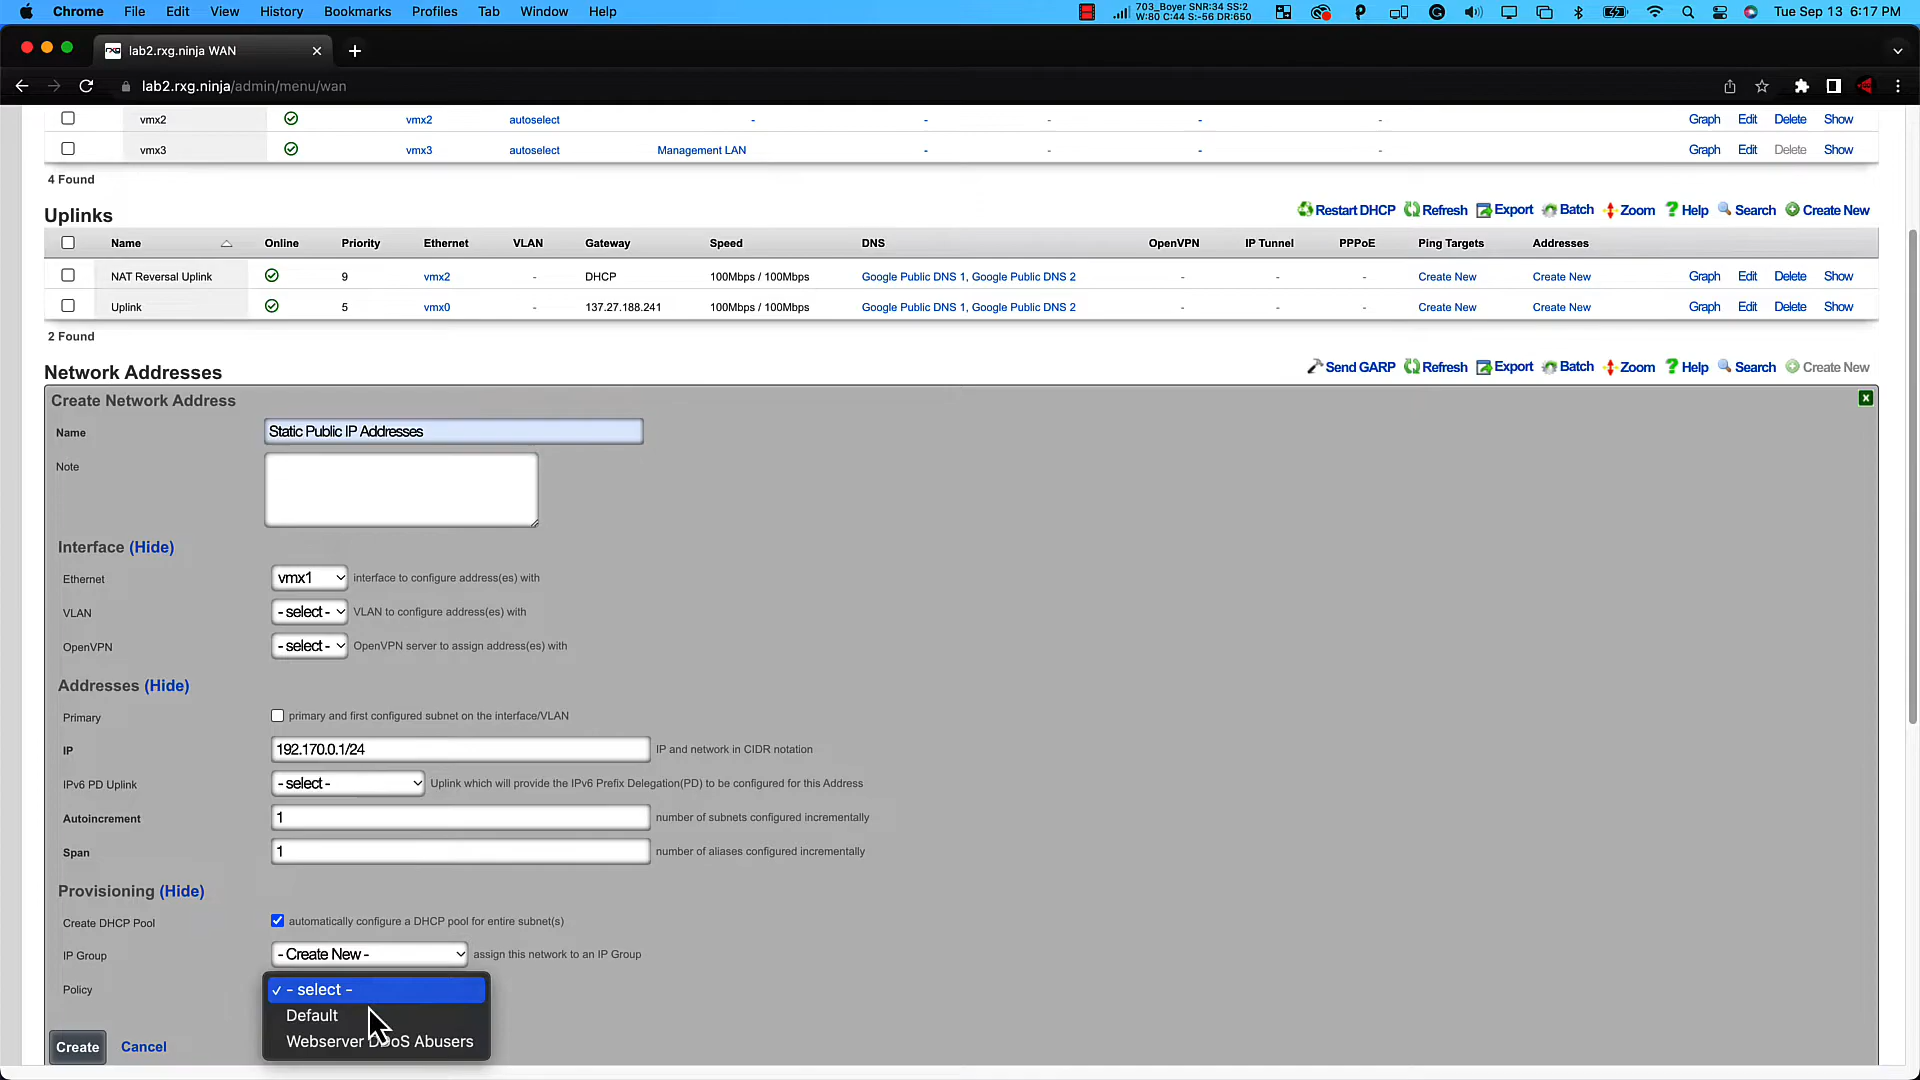 Chrome File Edit View History Bookmarks Profiles Tab Window Help
703_Boyer SNR:34 SS:2
W:80 C:44 S:-56 DR:650
Tue Sep 13 6:17 PM
lab2.rxg.ninja WAN
lab2.rxg.ninja/admin/menu/wan
vmx2 vmx2 autoselect - - - - - Graph Edit Delete Show
vmx3 vmx3 autoselect Management LAN - - - - Graph Edit Delete Show
4 Found
Uplinks Restart DHCP Refresh Export Batch Zoom Help Search Create New
Name Online Priority Ethernet VLAN Gateway Speed DNS OpenVPN IP Tunnel PPPoE Ping Targets Addresses
NAT Reversal Uplink 9 vmx2 - DHCP 100Mbps / 100Mbps Google Public DNS 1, Google Public DNS 2 - - - Create New Create New Graph Edit Delete Show
Uplink 5 vmx0 - 137.27.188.241 100Mbps / 100Mbps Google Public DNS 1, Google Public DNS 2 - - - Create New Create New Graph Edit Delete Show
2 Found
Network Addresses Send GARP Refresh Export Batch Zoom Help Search Create New
Create Network Address
Name Static Public IP Addresses
Note
Interface (Hide)
Ethernet vmx1 interface to configure address(es) with
VLAN - select - VLAN to configure address(es) with
OpenVPN - select - OpenVPN server to assign address(es) with
Addresses (Hide)
Primary primary and first configured subnet on the interface/VLAN
IP 192.170.0.1/24 IP and network in CIDR notation
IPv6 PD Uplink - select - Uplink which will provide the IPv6 Prefix Delegation(PD) to be configured for this Address
Autoincrement 1 number of subnets configured incrementally
Span 1 number of aliases configured incrementally
Provisioning (Hide)
Create DHCP Pool automatically configure a DHCP pool for entire subnet(s)
IP Group - Create New - assign this network to an IP Group
Policy ✓ - select -
Default
Webserver DDoS Abusers
Create Cancel